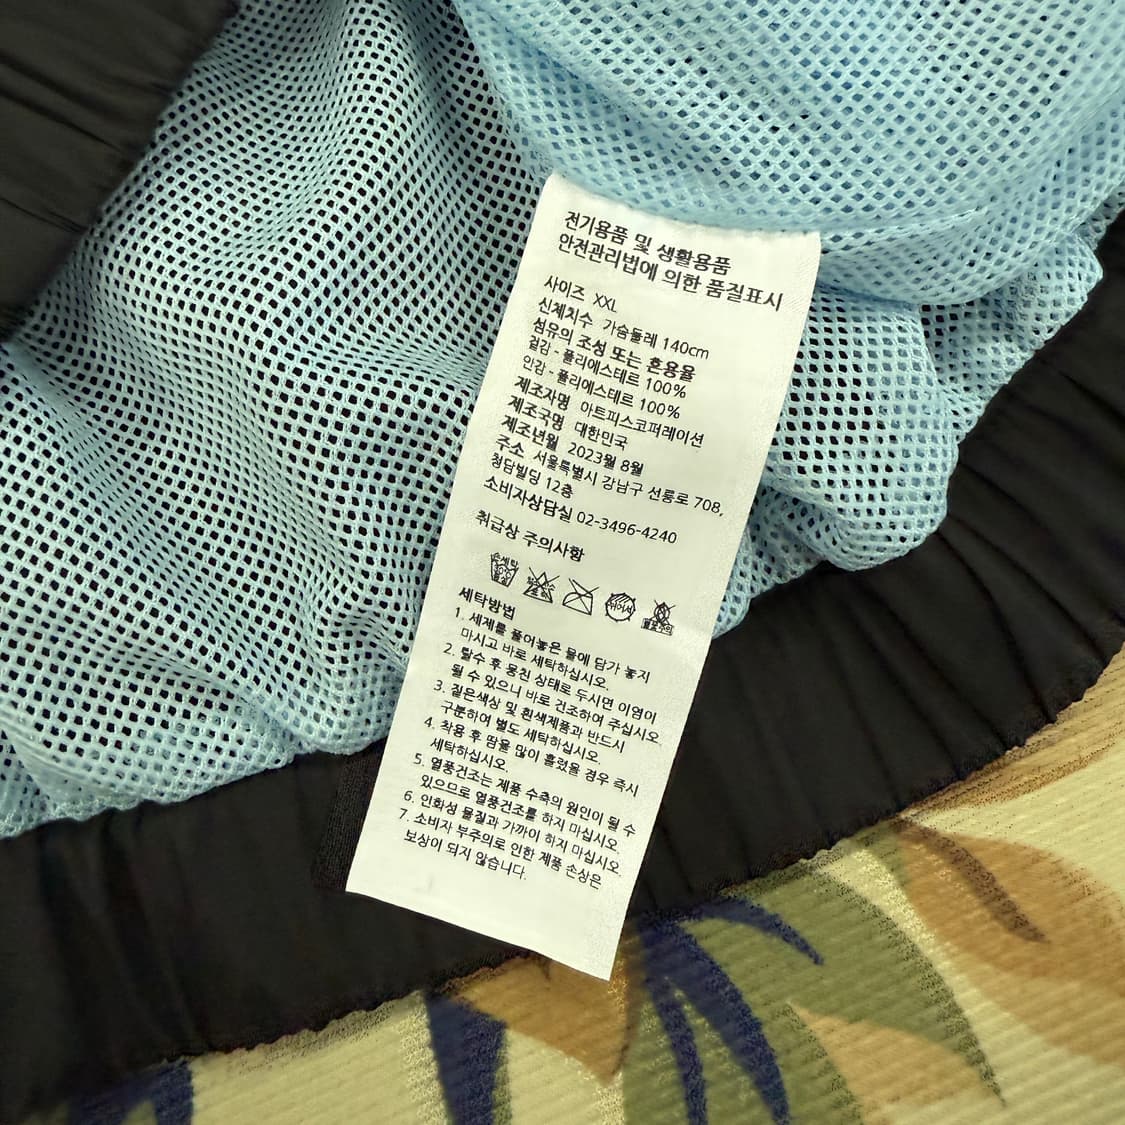 전기용품 및 생활용품
안전관리법에 의한 품질표시
사이즈 XXL
신체치수 가슴둘레 140cm
섬유의 조성 또는 혼용율
겉감 - 폴리에스테르 100%
안감 - 폴리에스테르 100%
제조자명 아트피스코퍼레이션
제조국명 대한민국
제조년월 2023월 8월
주소 서울특별시 강남구 선릉로 708,
청담빌딩 12층
소비자상담실 02-3496-4240
취급상 주의사항
손세탁
세탁방법
1. 세제를 풀어놓은 물에 담가 놓지
마시고 바로 세탁하십시오.
2. 탈수 후 뭉친 상태로 두시면 이염이
될 수 있으니 바로 건조하여 주십시오.
3. 짙은색상 및 흰색제품과 반드시
구분하여 별도 세탁하십시오.
4. 착용 후 땀을 많이 흘렸을 경우 즉시
세탁하십시오.
5. 열풍건조는 제품 수축의 원인이 될 수
있으므로 열풍건조를 하지 마십시오.
6. 인화성 물질과 가까이 하지 마십시오.
7. 소비자 부주의로 인한 제품 손상은
보상이 되지 않습니다.